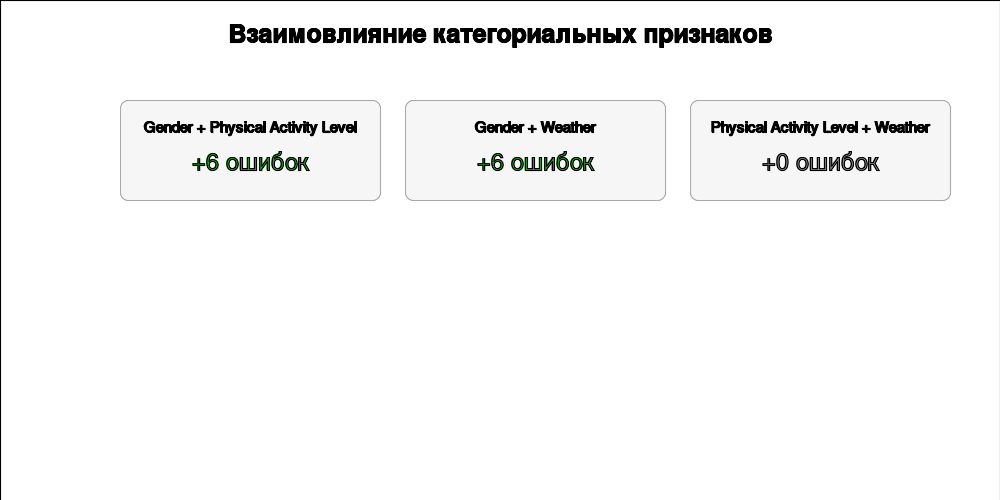 Взаимовлияние категориальных признаков
Gender + Physical Activity Level
+6 ошибок
Gender + Weather
+6 ошибок
Physical Activity Level + Weather
+0 ошибок